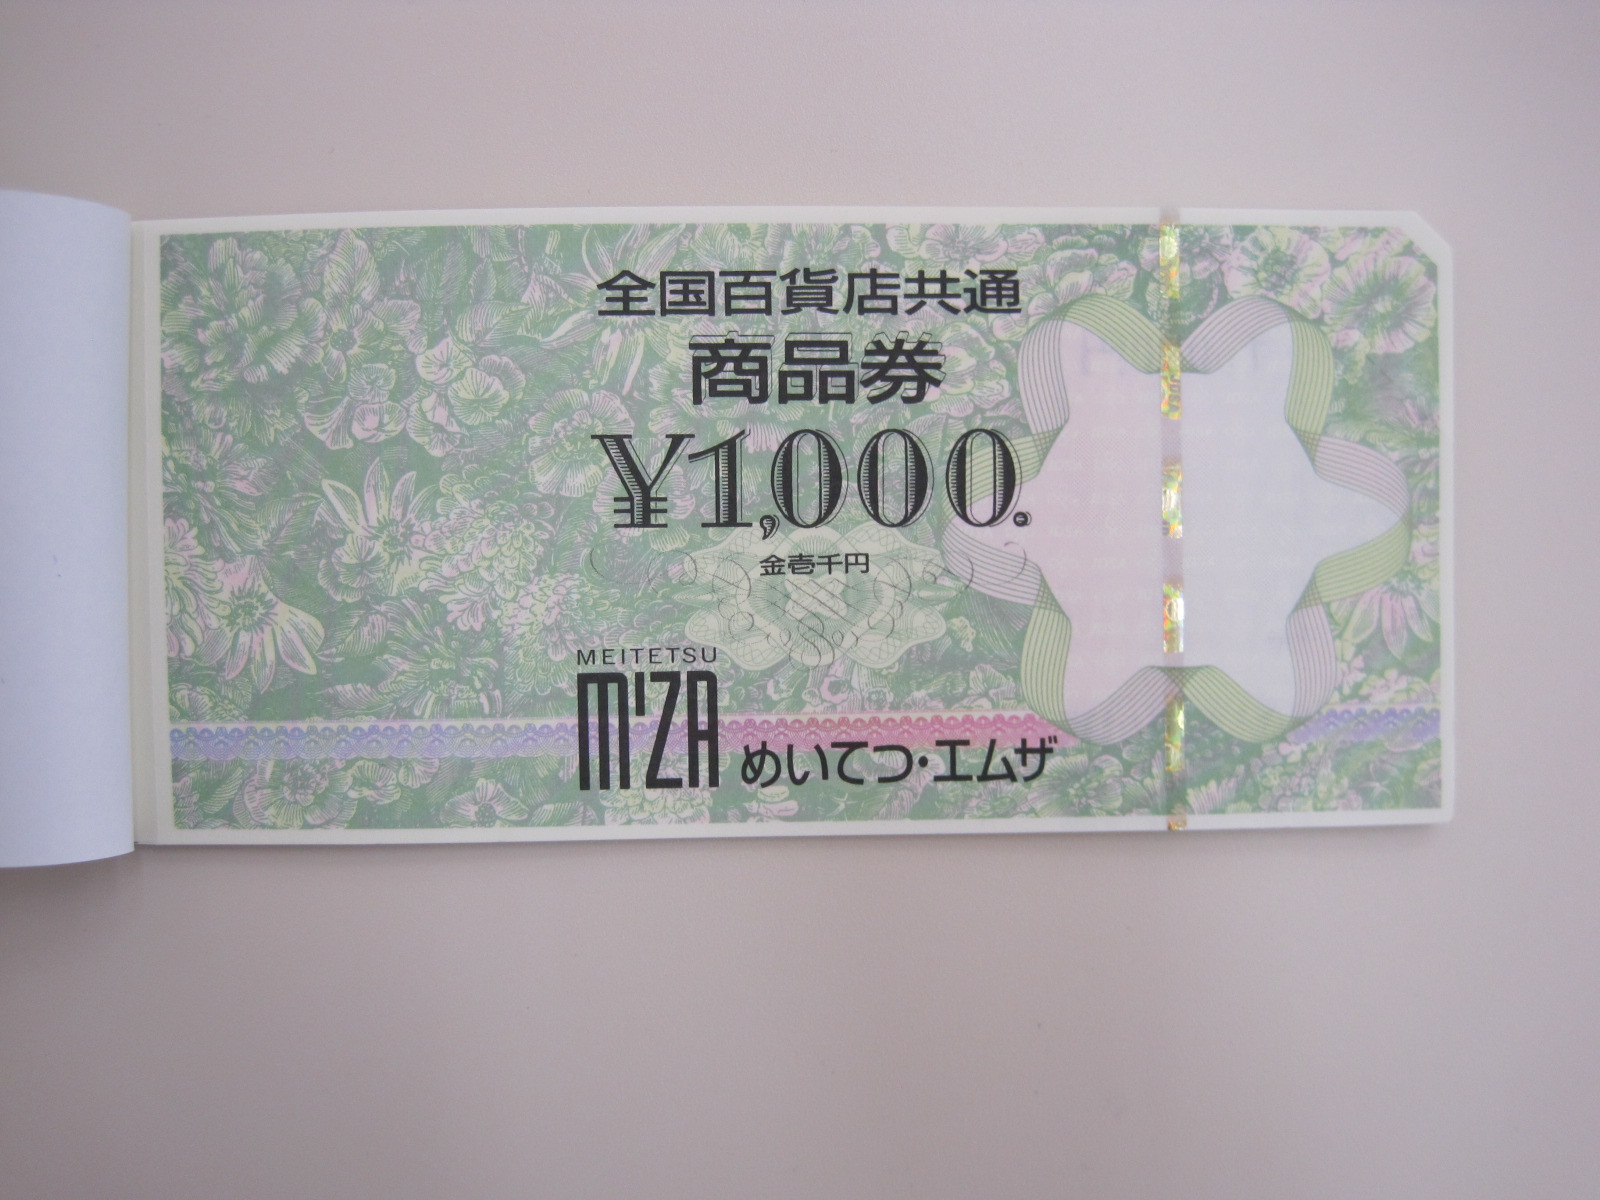 全国百貨店共通
商品券
¥1,000.
金壱千円
MEITETSU
M'ZA めいてつ・エムザ